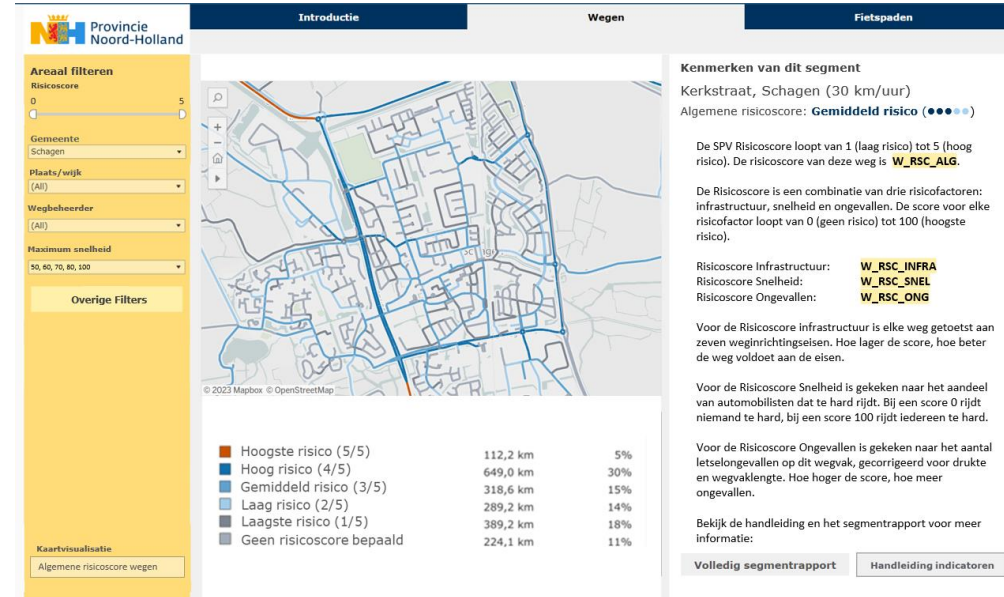 Provincie
Noord-Holland
Introductie
Wegen
Fietspaden
Areaal filteren
Risicoscore
0 5
Gemeente
Schagen
Plaats/wijk
(All)
Wegbeheerder
(All)
Maximum snelheid
50, 60, 70, 80, 100
Overige Filters
Kaartvisualisatie
Algemene risicoscore wegen
© 2023 Mapbox © OpenStreetMap
Hoogste risico (5/5) 112,2 km 5%
Hoog risico (4/5) 649,0 km 30%
Gemiddeld risico (3/5) 318,6 km 15%
Laag risico (2/5) 289,2 km 14%
Laagste risico (1/5) 389,2 km 18%
Geen risicoscore bepaald 224,1 km 11%
Kenmerken van dit segment
Kerkstraat, Schagen (30 km/uur)
Algemene risicoscore: Gemiddeld risico (●●●●●)
De SPV Risicoscore loopt van 1 (laag risico) tot 5 (hoog
risico). De risicoscore van deze weg is W_RSC_ALG.
De Risicoscore is een combinatie van drie risicofactoren:
infrastructuur, snelheid en ongevallen. De score voor elke
risicofactor loopt van 0 (geen risico) tot 100 (hoogste
risico).
Risicoscore Infrastructuur: W_RSC_INFRA
Risicoscore Snelheid: W_RSC_SNEL
Risicoscore Ongevallen: W_RSC_ONG
Voor de Risicoscore infrastructuur is elke weg getoetst aan
zeven weginrichtingseisen. Hoe lager de score, hoe beter
de weg voldoet aan de eisen.
Voor de Risicoscore Snelheid is gekeken naar het aandeel
van automobilisten dat te hard rijdt. Bij een score 0 rijdt
niemand te hard, bij een score 100 rijdt iedereen te hard.
Voor de Risicoscore Ongevallen is gekeken naar het aantal
letselongevallen op dit wegvak, gecorrigeerd voor drukte
en wegvaklengte. Hoe hoger de score, hoe meer
ongevallen.
Bekijk de handleiding en het segmentrapport voor meer
informatie:
Volledig segmentrapport
Handleiding indicatoren